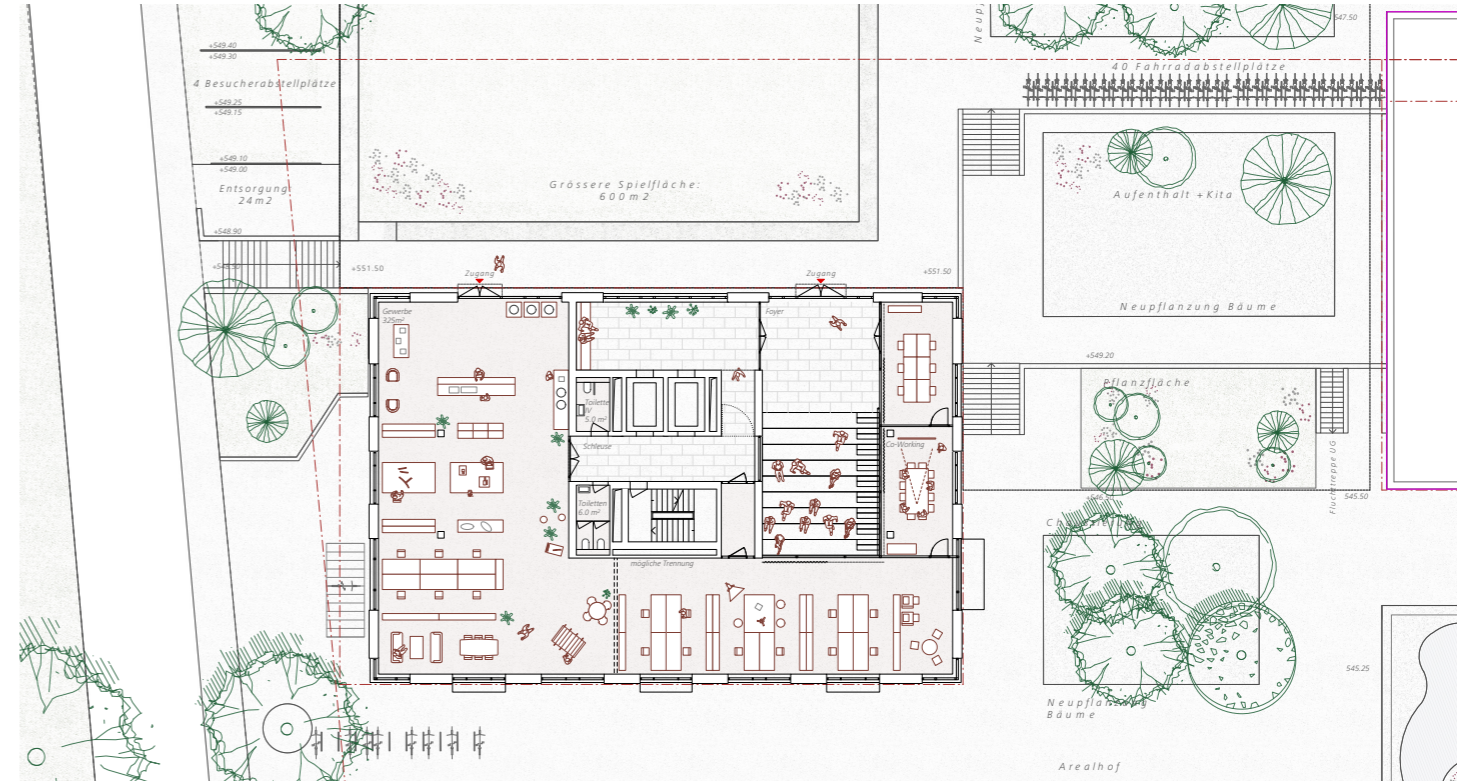 Neupf
547.50
+549.40
+549.30
4 Besucherabstellplätze
40 Fahrradabstellplätze
+549.25
+549.15
+549.10
+549.00
Entsorgung
24m2
Grössere Spielfläche:
600m2
Aufenthalt +Kita
+548.90
+551.50
Zugang
Zugang
+551.50
Neupflanzung Bäume
Gewerbe
325m²
Foyer
+549.20
Pflanzfläche
Toilette
IV
5.0 m²
Schleuse
Co-Working
Fluchttreppe UG
Toiletten
6.0 m²
545.50
mögliche Trennung
545.25
Neupflanzung
Bäume
Arealhof